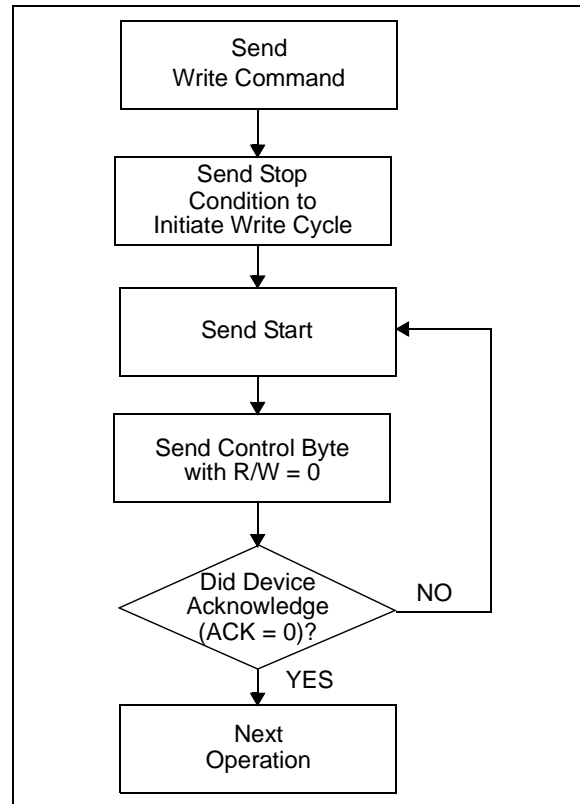 Send
Write Command
Send Stop
Condition to
Initiate Write Cycle
Send Start
Send Control Byte
with R/W = 0
Did Device
Acknowledge
(ACK = 0)?
NO
YES
Next
Operation